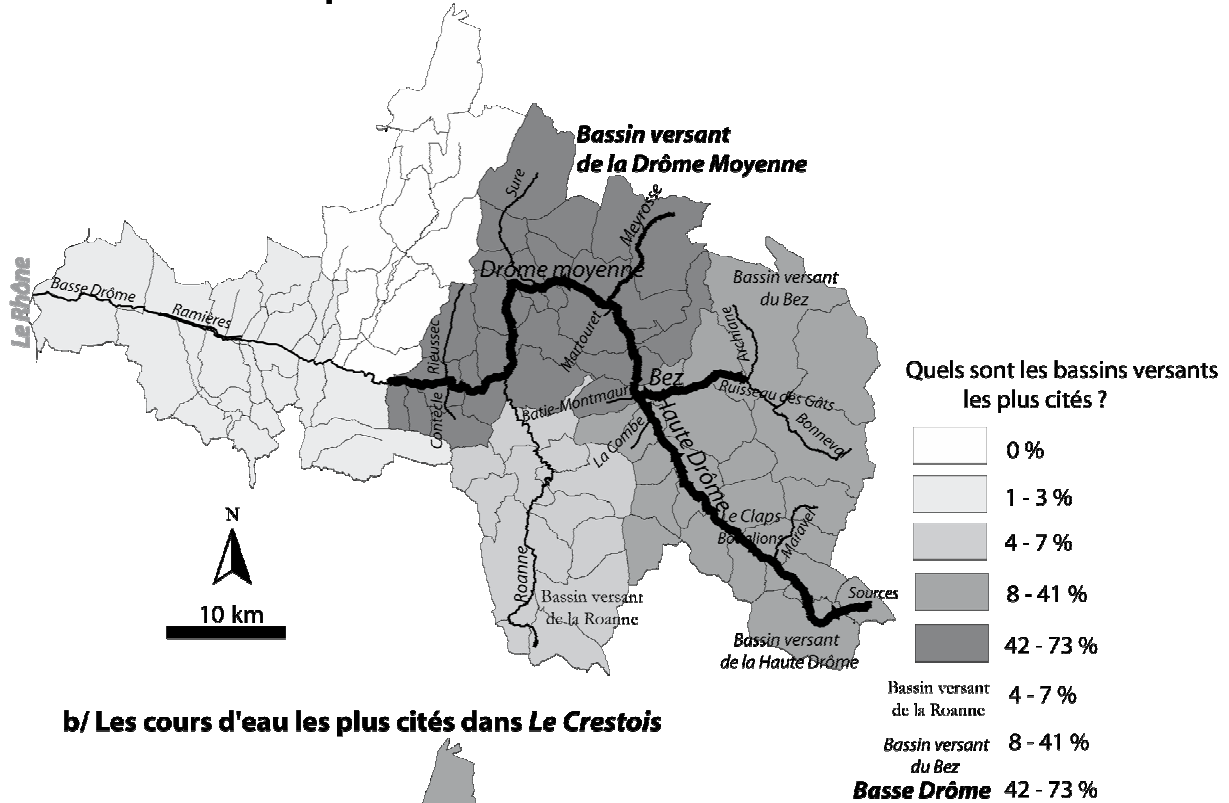 Bassin versant
de la Drôme Moyenne
Sure
Meyrosse
Drôme moyenne
Bassin versant
du Bez
Le Rhône
Basse Drôme
Ramières
Rieussec
Contècle
Martouret
Archiane
Bez
Ruisseau des Gâts
Batie-Montmaur
Bonneval
La Combe
Haute Drôme
Le Claps
Maravel
Roanne
Bassin versant
de la Roanne
Sources
Bassin versant
de la Haute Drôme
N
10 km
Quels sont les bassins versants
les plus cités ?
0 %
1 - 3 %
4 - 7 %
8 - 41 %
42 - 73 %
Bassin versant
de la Roanne
4 - 7 %
Bassin versant
du Bez
8 - 41 %
Basse Drôme 42 - 73 %
b/ Les cours d'eau les plus cités dans Le Crestois